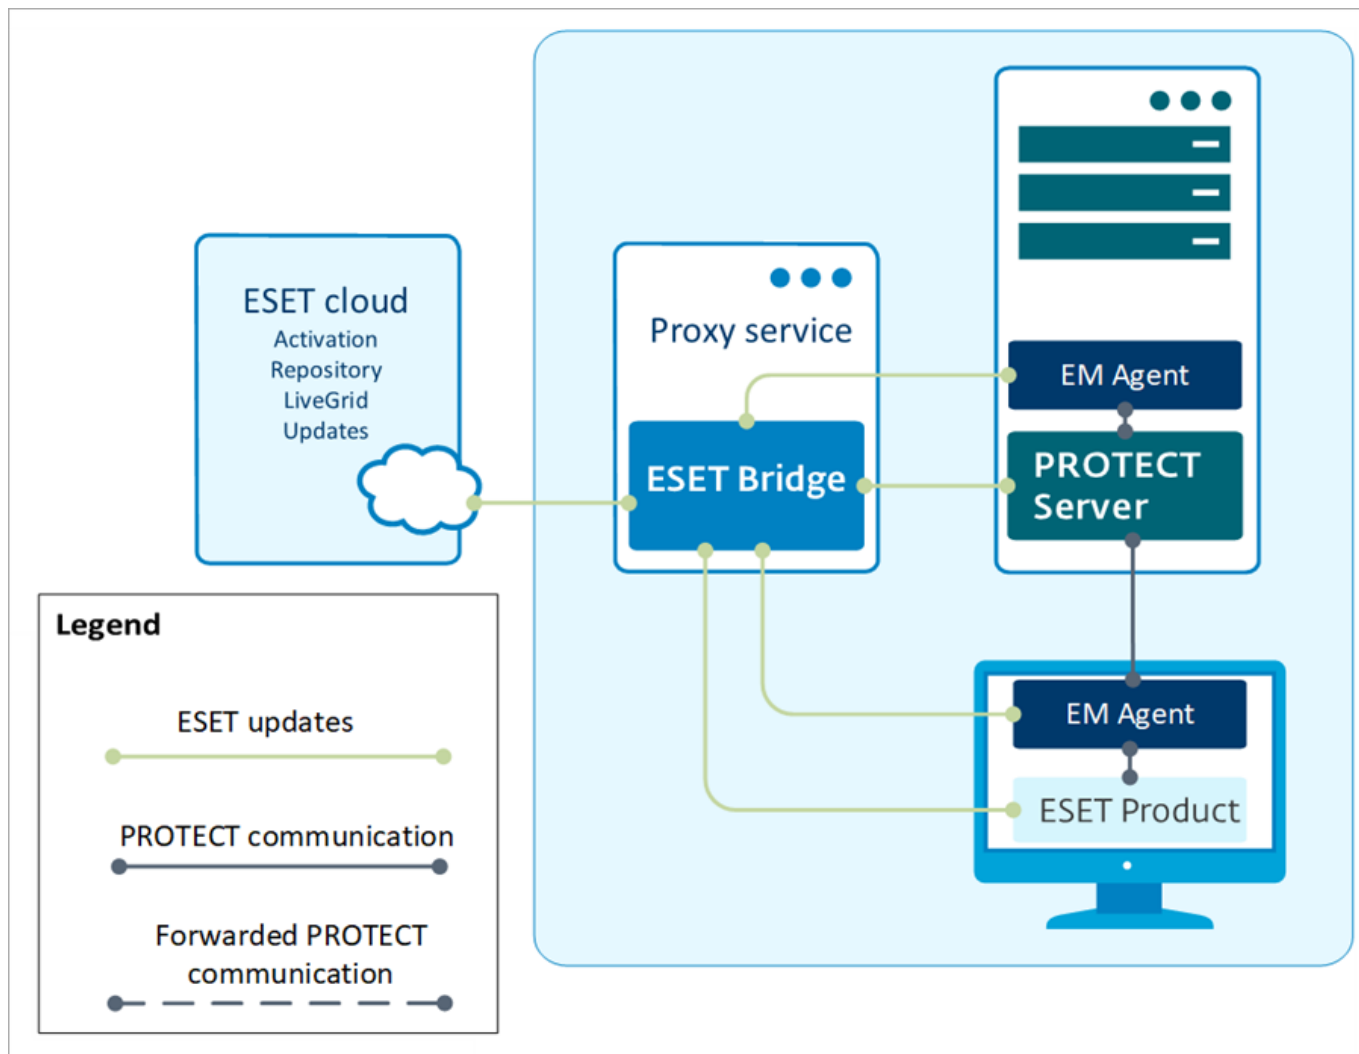 ESET cloud
Activation
Repository
LiveGrid
Updates
Proxy service
ESET Bridge
EM Agent
PROTECT
Server
EM Agent
ESET Product
Legend
ESET updates
PROTECT communication
Forwarded PROTECT
communication